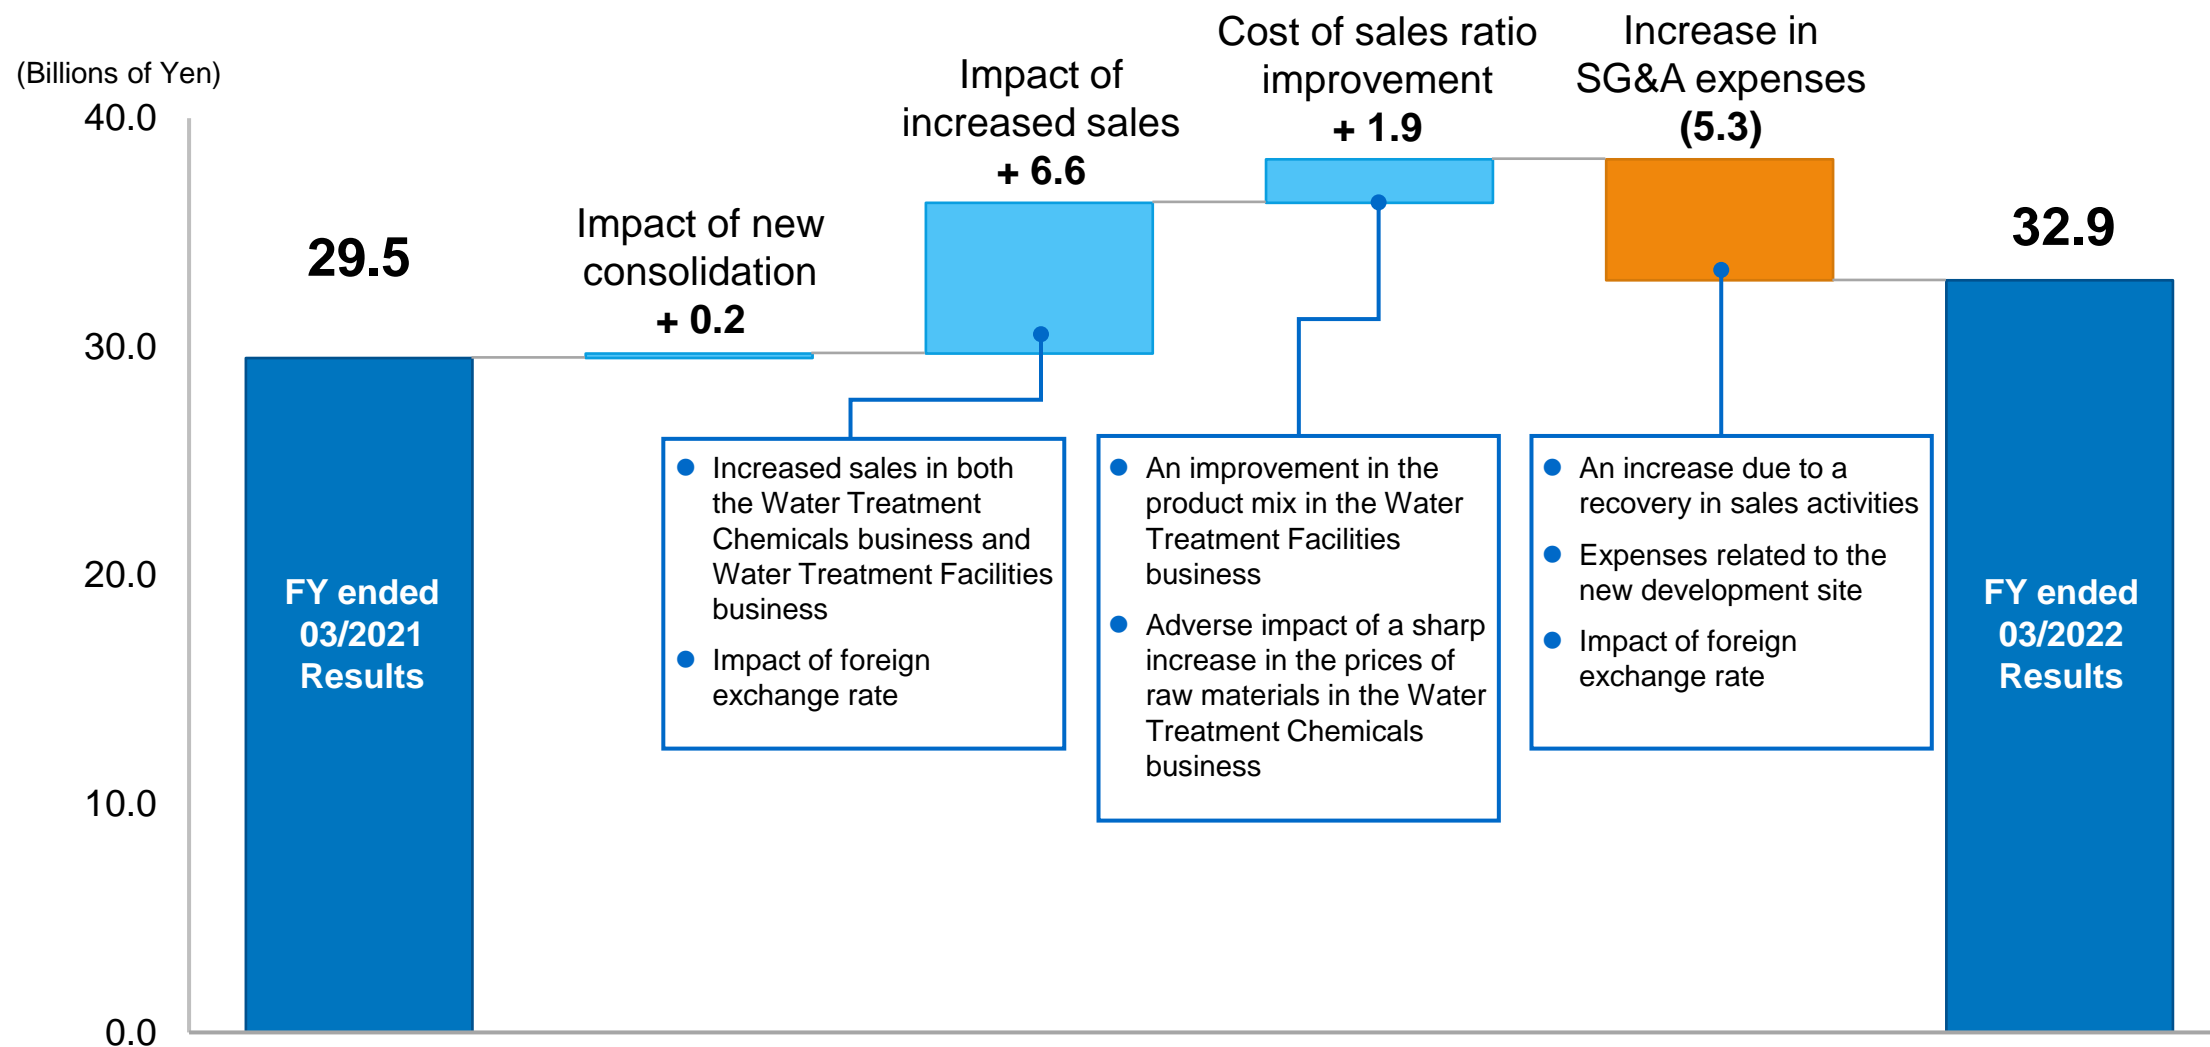 (Billions of Yen)
40.0
30.0
20.0
10.0
0.0
29.5
FY ended
03/2021
Results
Impact of new
consolidation
+ 0.2
Impact of
increased sales
+ 6.6
Cost of sales ratio
improvement
+ 1.9
Increase in
SG&A expenses
(5.3)
32.9
FY ended
03/2022
Results
● Increased sales in both
the Water Treatment
Chemicals business and
Water Treatment Facilities
business
● Impact of foreign
exchange rate
● An improvement in the
product mix in the Water
Treatment Facilities
business
● Adverse impact of a sharp
increase in the prices of
raw materials in the Water
Treatment Chemicals
business
● An increase due to a
recovery in sales activities
● Expenses related to the
new development site
● Impact of foreign
exchange rate